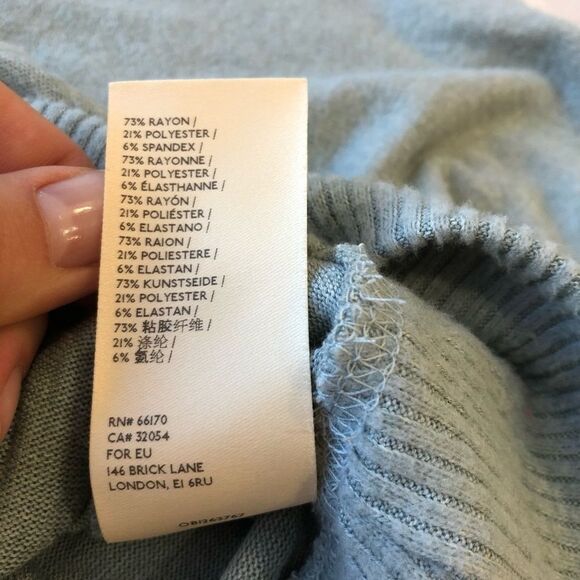 73% RAYON /
21% POLYESTER /
6% SPANDEX /
73% RAYONNE /
21% POLYESTER /
6% ÉLASTHANNE /
73% RAYÓN /
21% POLIÉSTER /
6% ELASTANO /
73% RAION /
21% POLIESTERE /
6% ELASTAN /
73% KUNSTSEIDE /
21% POLYESTER /
6% ELASTAN /
73% 粘胶纤维 /
21% 涤纶 /
6% 氨纶 /
RN# 66170
CA# 32054
FOR EU
146 BRICK LANE
LONDON, E1 6RU